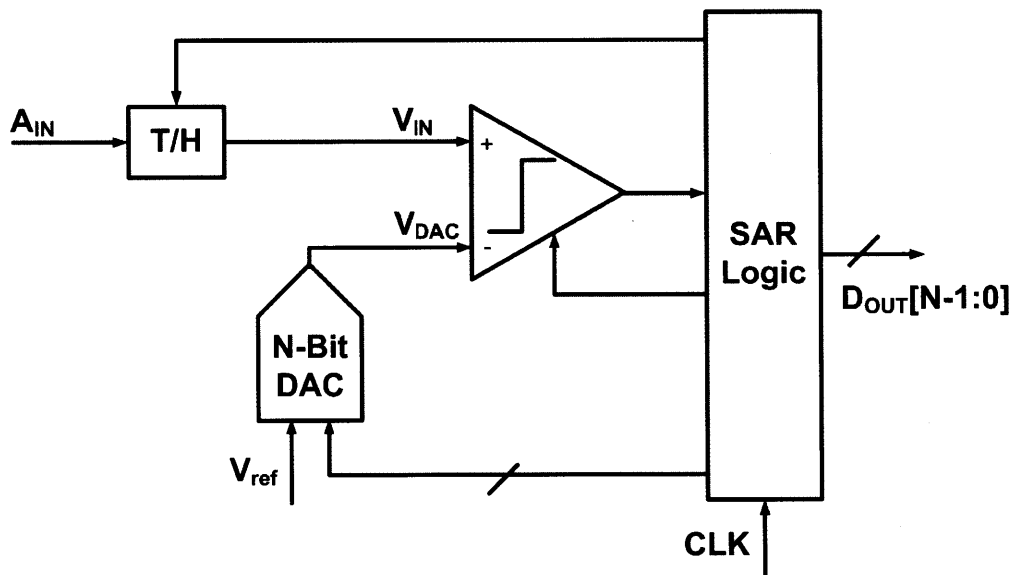 A_IN
T/H
V_IN
+
V_DAC
-
SAR
Logic
D_OUT[N-1:0]
N-Bit
DAC
V_ref
CLK